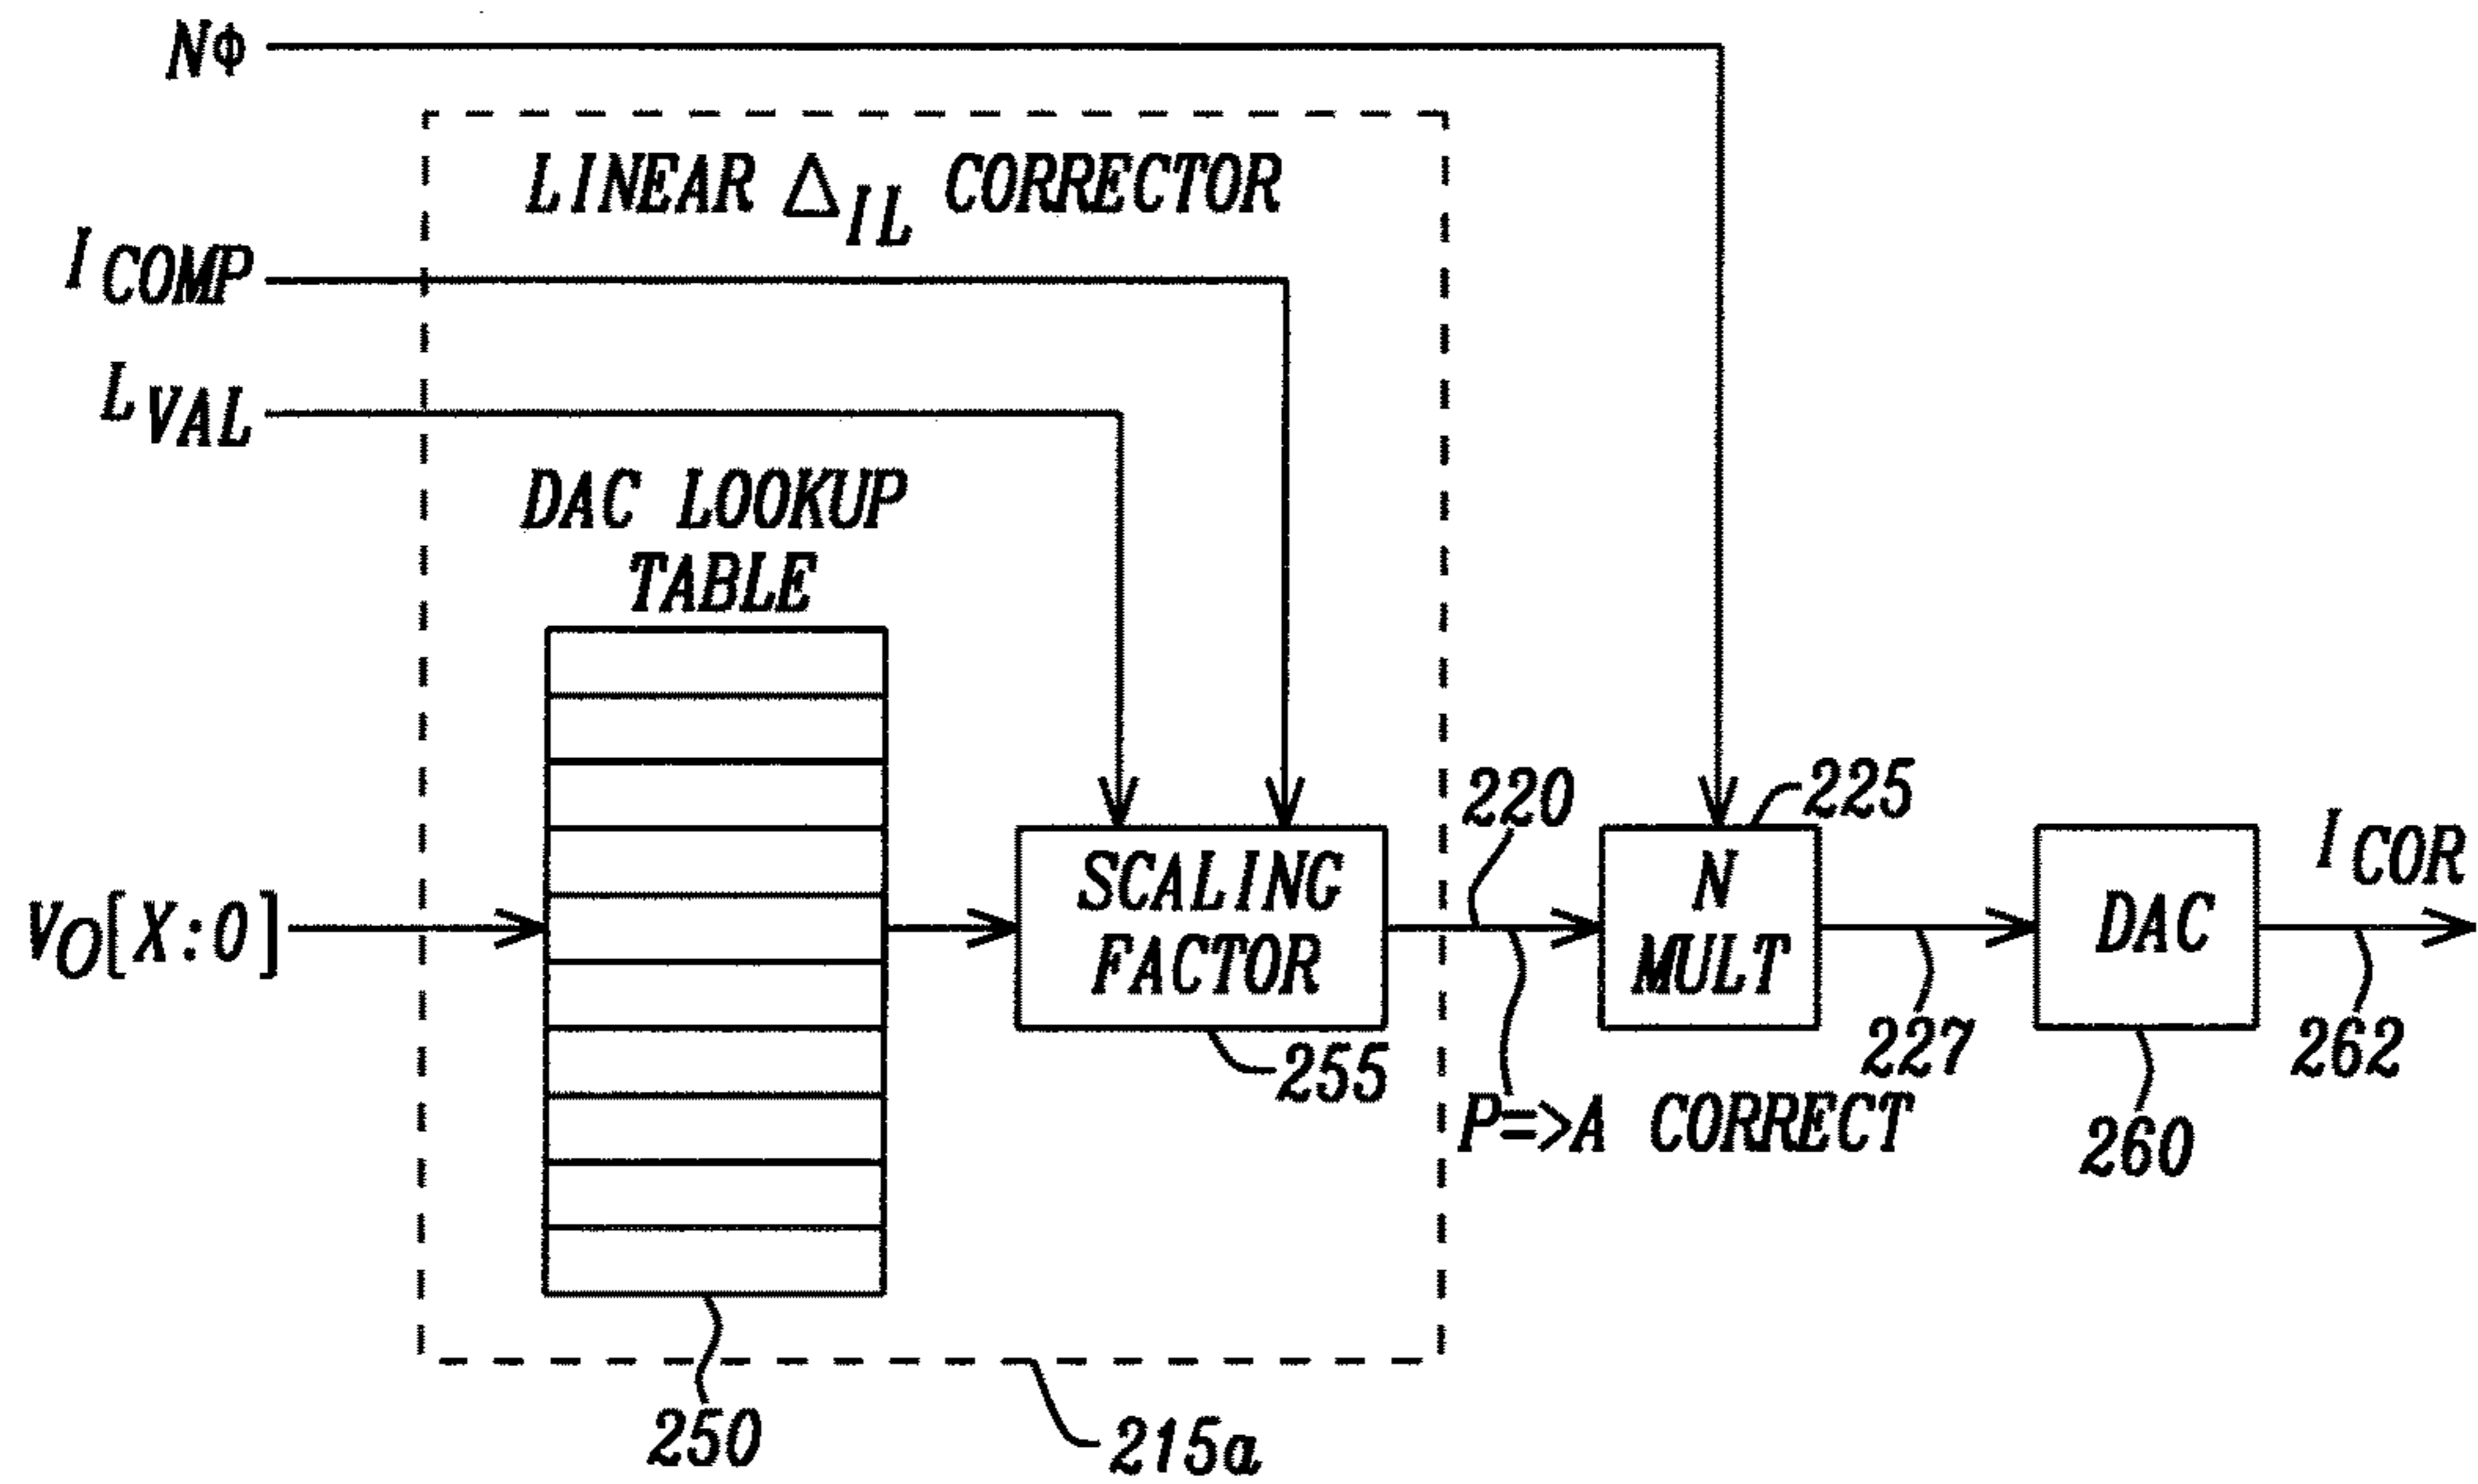 NΦ
LINEAR Δ_IL CORRECTOR
I_COMP
L_VAL
DAC LOOKUP
TABLE
220
225
V_O[X:0]
SCALING
FACTOR
N
MULT
DAC
I_COR
255
227
262
P=>A CORRECT
260
250
215a